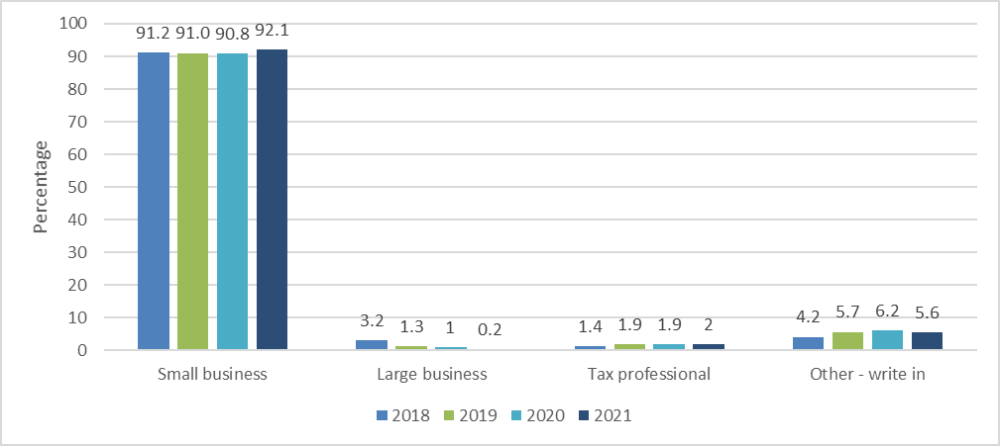 Percentage
100
90
80
70
60
50
40
30
20
10
0
91.2 91.0 90.8 92.1
3.2 1.3 1 0.2
1.4 1.9 1.9 2
4.2 5.7 6.2 5.6
Small business Large business Tax professional Other - write in
2018 2019 2020 2021